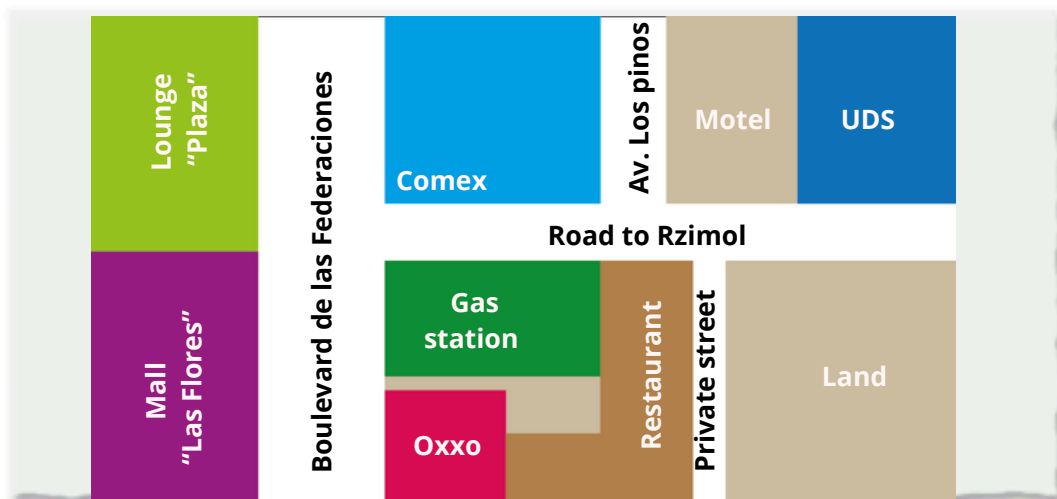 Lounge
“Plaza”
Boulevard de las Federaciones
Comex
Av. Los pinos
Motel
UDS
Road to Rzimol
Mall
“Las Flores”
Gas
station
Oxxo
Restaurant
Private street
Land